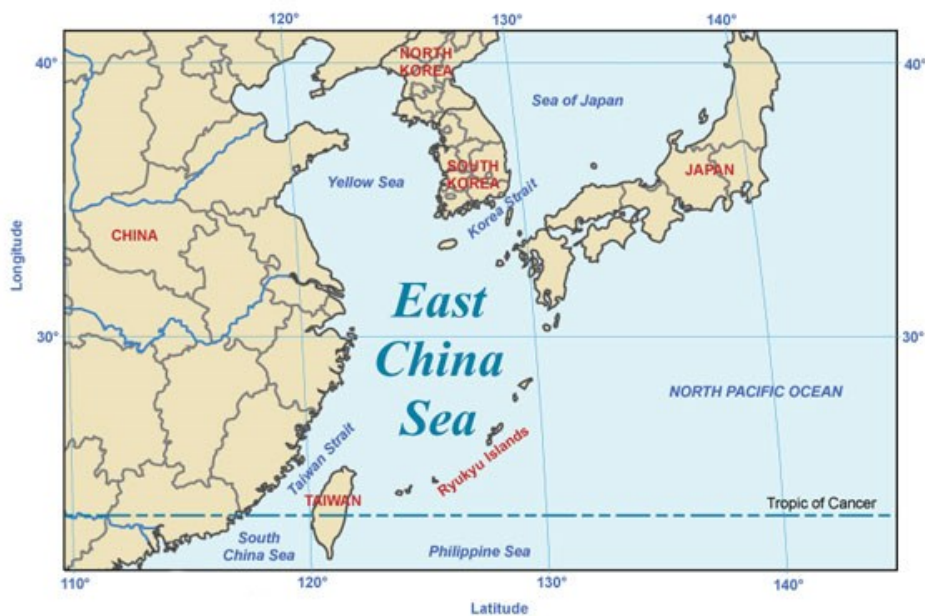 120°
130°
140°
40°
NORTH
KOREA
Sea of Japan
40°
Yellow Sea
SOUTH
KOREA
Korea Strait
JAPAN
CHINA
Longitude
East
China
Sea
30°
30°
NORTH PACIFIC OCEAN
Taiwan Strait
Ryukyu Islands
TAIWAN
Tropic of Cancer
South
China Sea
Philippine Sea
110°
120°
130°
140°
Latitude